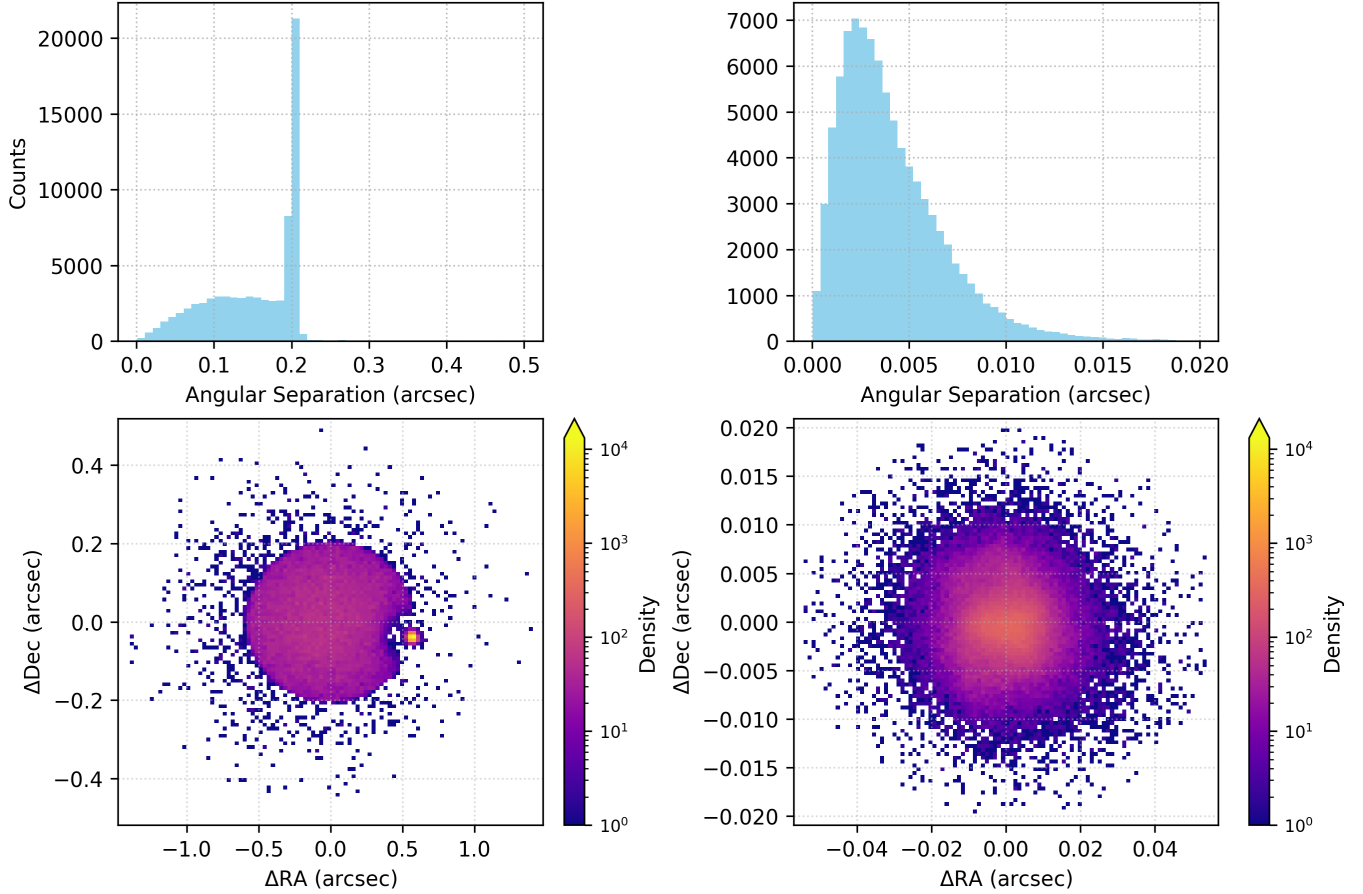 20000
15000
10000
5000
0
Counts
0.0 0.1 0.2 0.3 0.4 0.5
Angular Separation (arcsec)
7000
6000
5000
4000
3000
2000
1000
0
0.000 0.005 0.010 0.015 0.020
Angular Separation (arcsec)
0.4
0.2
0.0
−0.2
−0.4
ΔDec (arcsec)
−1.0 −0.5 0.0 0.5 1.0
ΔRA (arcsec)
10⁴
10³
10²
10¹
10⁰
Density
0.020
0.015
0.010
0.005
0.000
−0.005
−0.010
−0.015
−0.020
ΔDec (arcsec)
−0.04 −0.02 0.00 0.02 0.04
ΔRA (arcsec)
10⁴
10³
10²
10¹
10⁰
Density